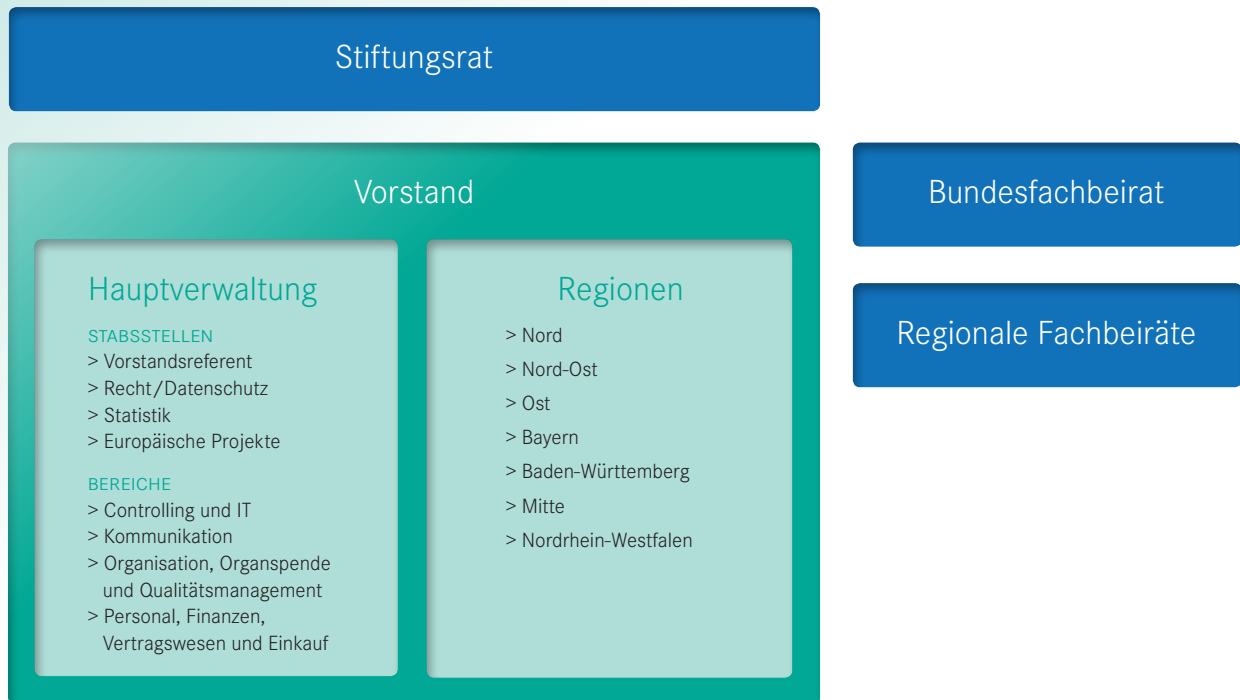 Stiftungsrat
Vorstand
Hauptverwaltung
STABSSTELLEN
> Vorstandsreferent
> Recht/Datenschutz
> Statistik
> Europäische Projekte
BEREICHE
> Controlling und IT
> Kommunikation
> Organisation, Organspende
und Qualitätsmanagement
> Personal, Finanzen,
Vertragswesen und Einkauf
Regionen
> Nord
> Nord-Ost
> Ost
> Bayern
> Baden-Württemberg
> Mitte
> Nordrhein-Westfalen
Bundesfachbeirat
Regionale Fachbeiräte